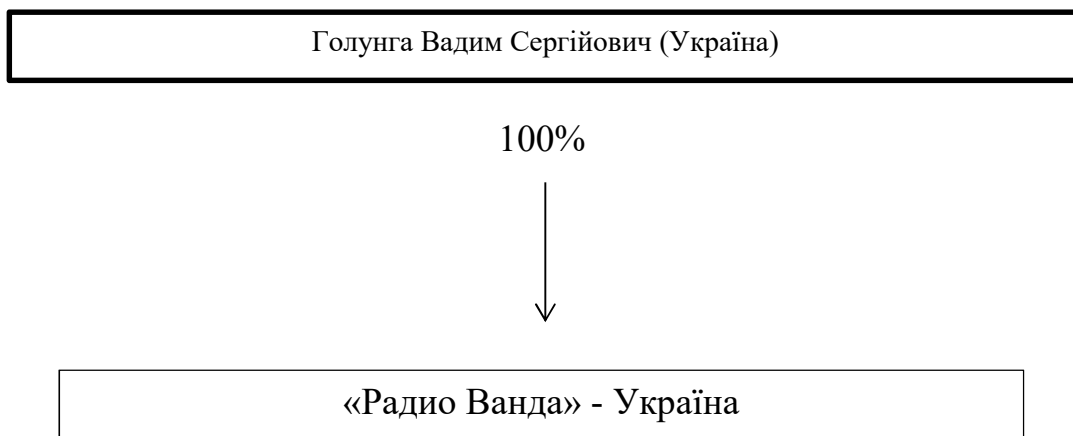 Голунга Вадим Сергійович (Україна)
100%
«Радио Ванда» - Україна